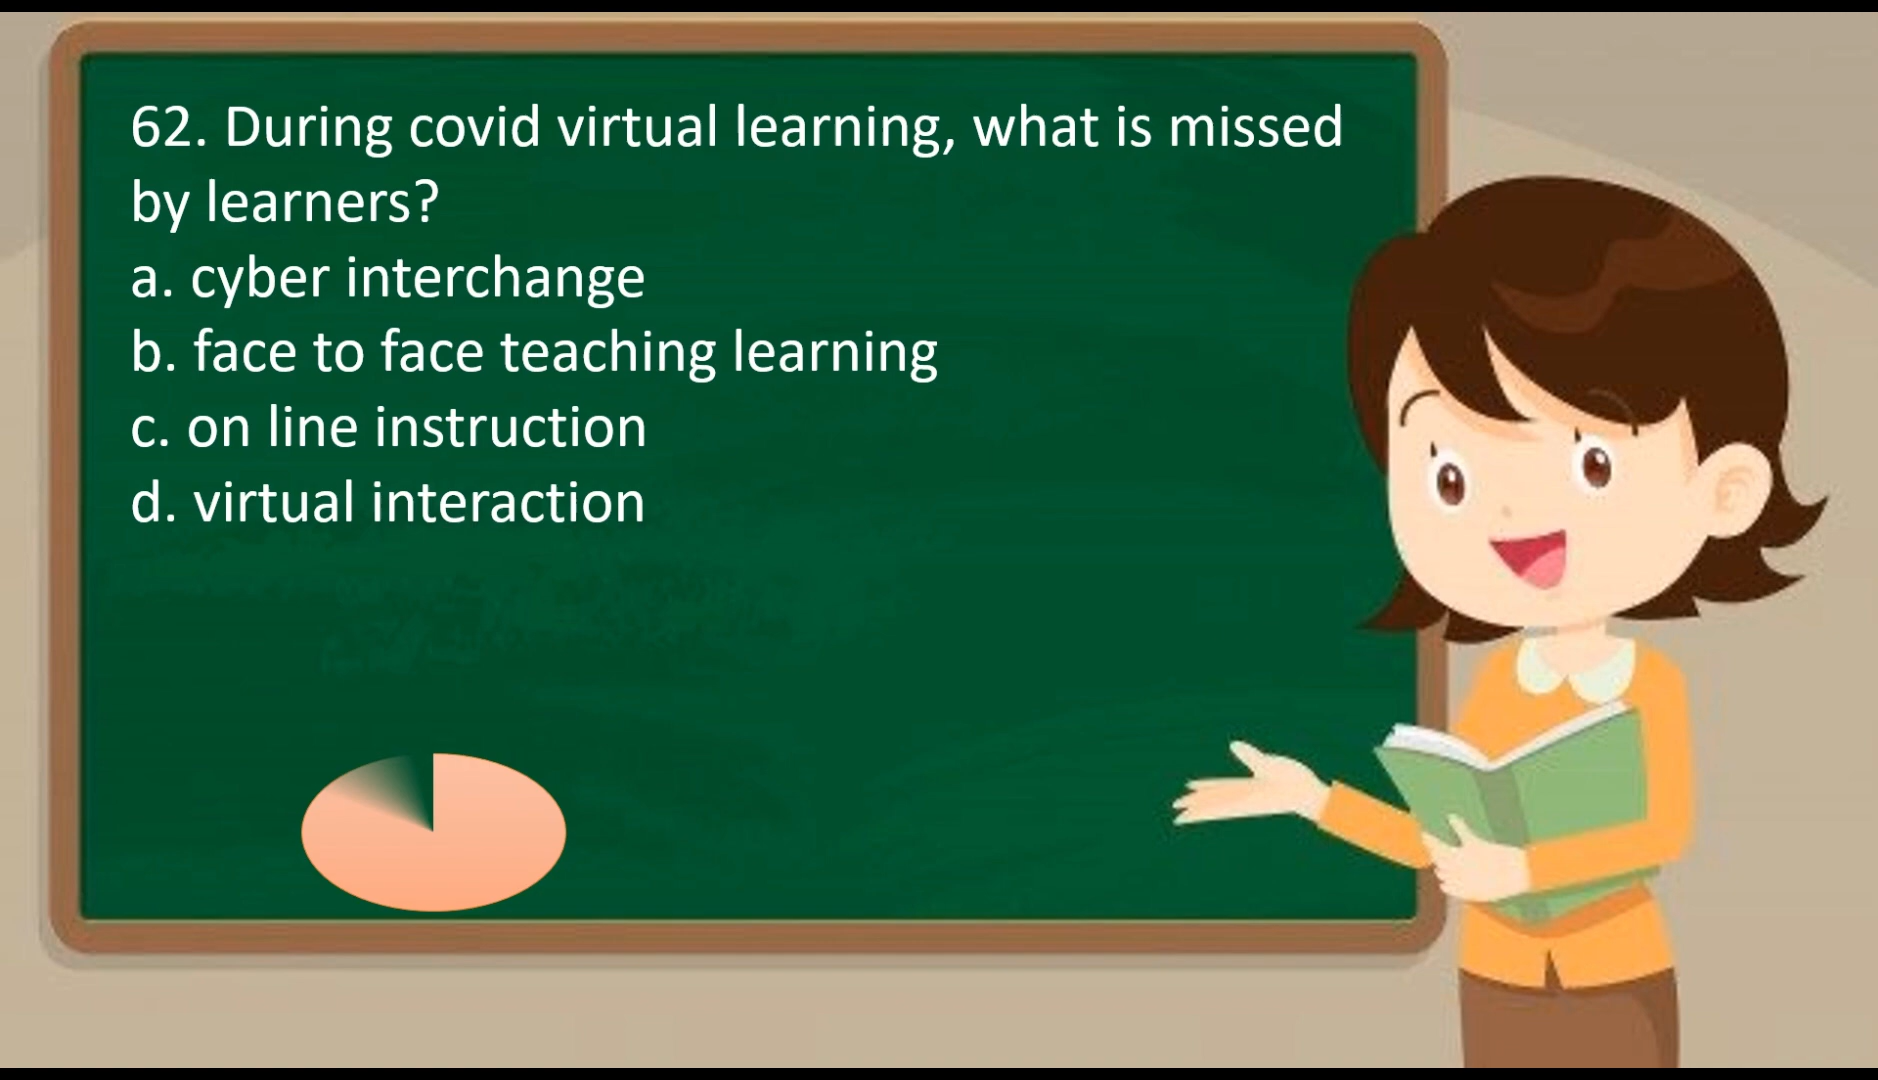 62. During covid virtual learning, what is missed
by learners?
a. cyber interchange
b. face to face teaching learning
c. on line instruction
d. virtual interaction